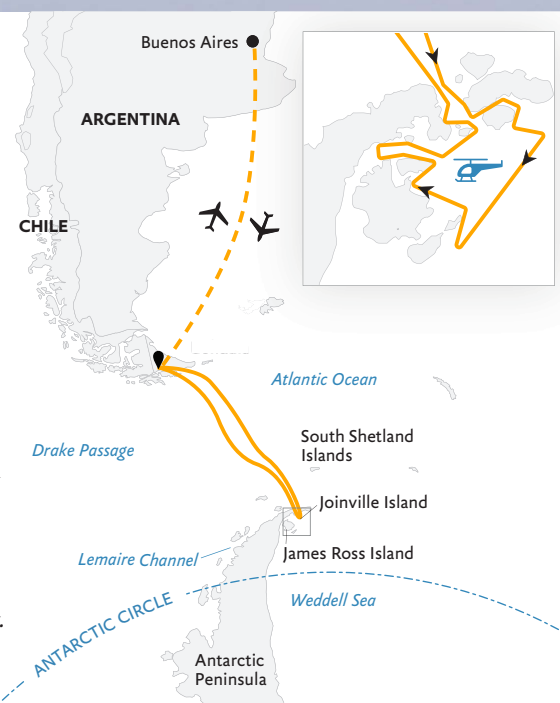 Buenos Aires
ARGENTINA
CHILE
Atlantic Ocean
Drake Passage
South Shetland
Islands
Joinville Island
James Ross Island
Lemaire Channel
Weddell Sea
ANTARCTIC CIRCLE
Antarctic
Peninsula